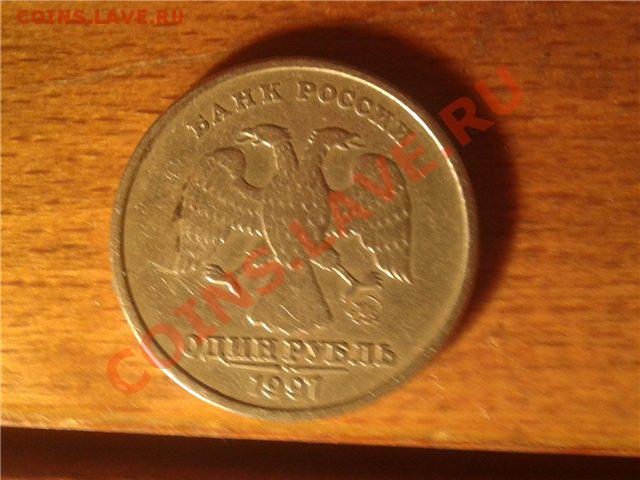 COINS.LAVE.RU
БАНК РОССИИ
COINS.LAVE.RU
ОДИН РУБЛЬ
1997